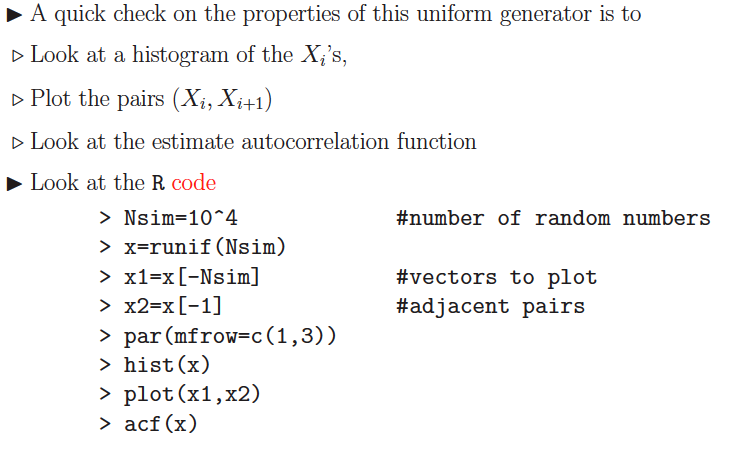 ▶ A quick check on the properties of this uniform generator is to
▷ Look at a histogram of the Xᵢ's,
▷ Plot the pairs (Xᵢ, Xᵢ₊₁)
▷ Look at the estimate autocorrelation function
▶ Look at the R code
> Nsim=10^4 #number of random numbers
> x=runif(Nsim)
> x1=x[-Nsim] #vectors to plot
> x2=x[-1] #adjacent pairs
> par(mfrow=c(1,3))
> hist(x)
> plot(x1,x2)
> acf(x)